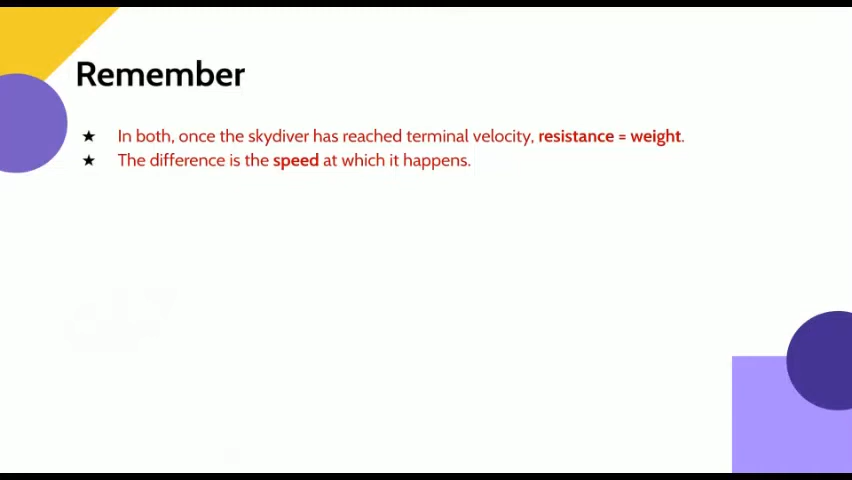 Remember
★ In both, once the skydiver has reached terminal velocity, resistance = weight.
★ The difference is the speed at which it happens.